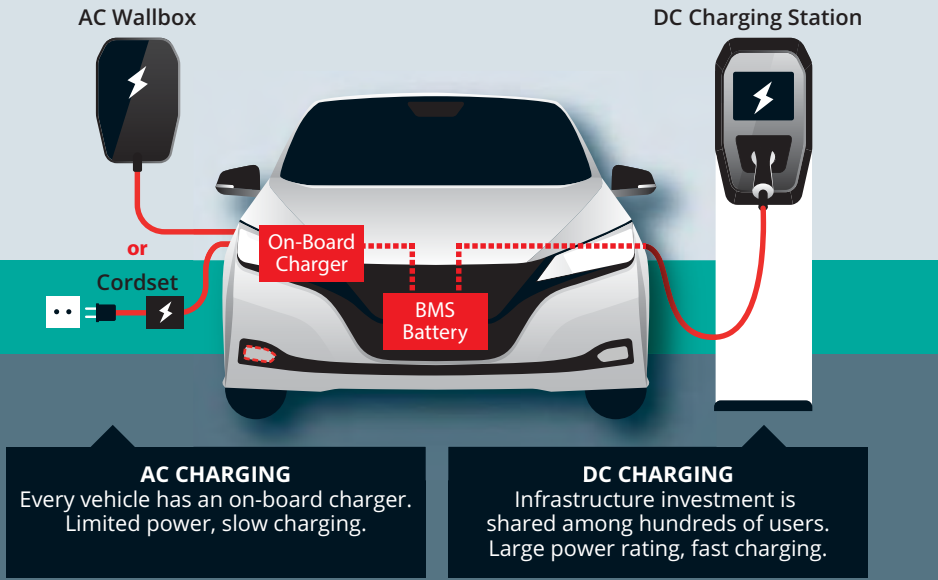 AC Wallbox
DC Charging Station
or
Cordset
On-Board
Charger
BMS
Battery
AC CHARGING
Every vehicle has an on-board charger.
Limited power, slow charging.
DC CHARGING
Infrastructure investment is
shared among hundreds of users.
Large power rating, fast charging.